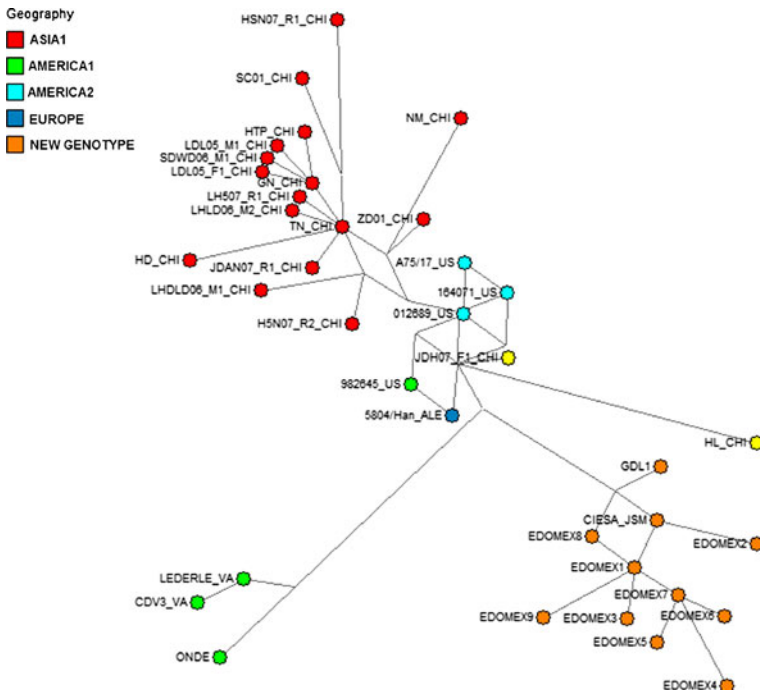 Geography
ASIA1
AMERICA1
AMERICA2
EUROPE
NEW GENOTYPE
HSN07_R1_CHI
SC01_CHI
NM_CHI
HTP_CHI
LDL05_M1_CHI
SDWD06_M1_CHI
LDL05_F1_CHI
GN_CHI
LH507_R1_CHI
LHLD06_M2_CHI
ZD01_CHI
TN_CHI
HD_CHI
JDAN07_R1_CHI
A75/17_US
LHDLD06_M1_CHI
164071_US
012689_US
H5N07_R2_CHI
JDH07_F1_CHI
982645_US
5804/Han_ALE
HL_CHI
GDL1
CIESA_JSM
EDOMEX8
EDOMEX2
EDOMEX1
LEDERLE_VA
EDOMEX7
CDV3_VA
EDOMEX9
EDOMEX3
EDOMEX6
EDOMEX5
ONDE
EDOMEX4